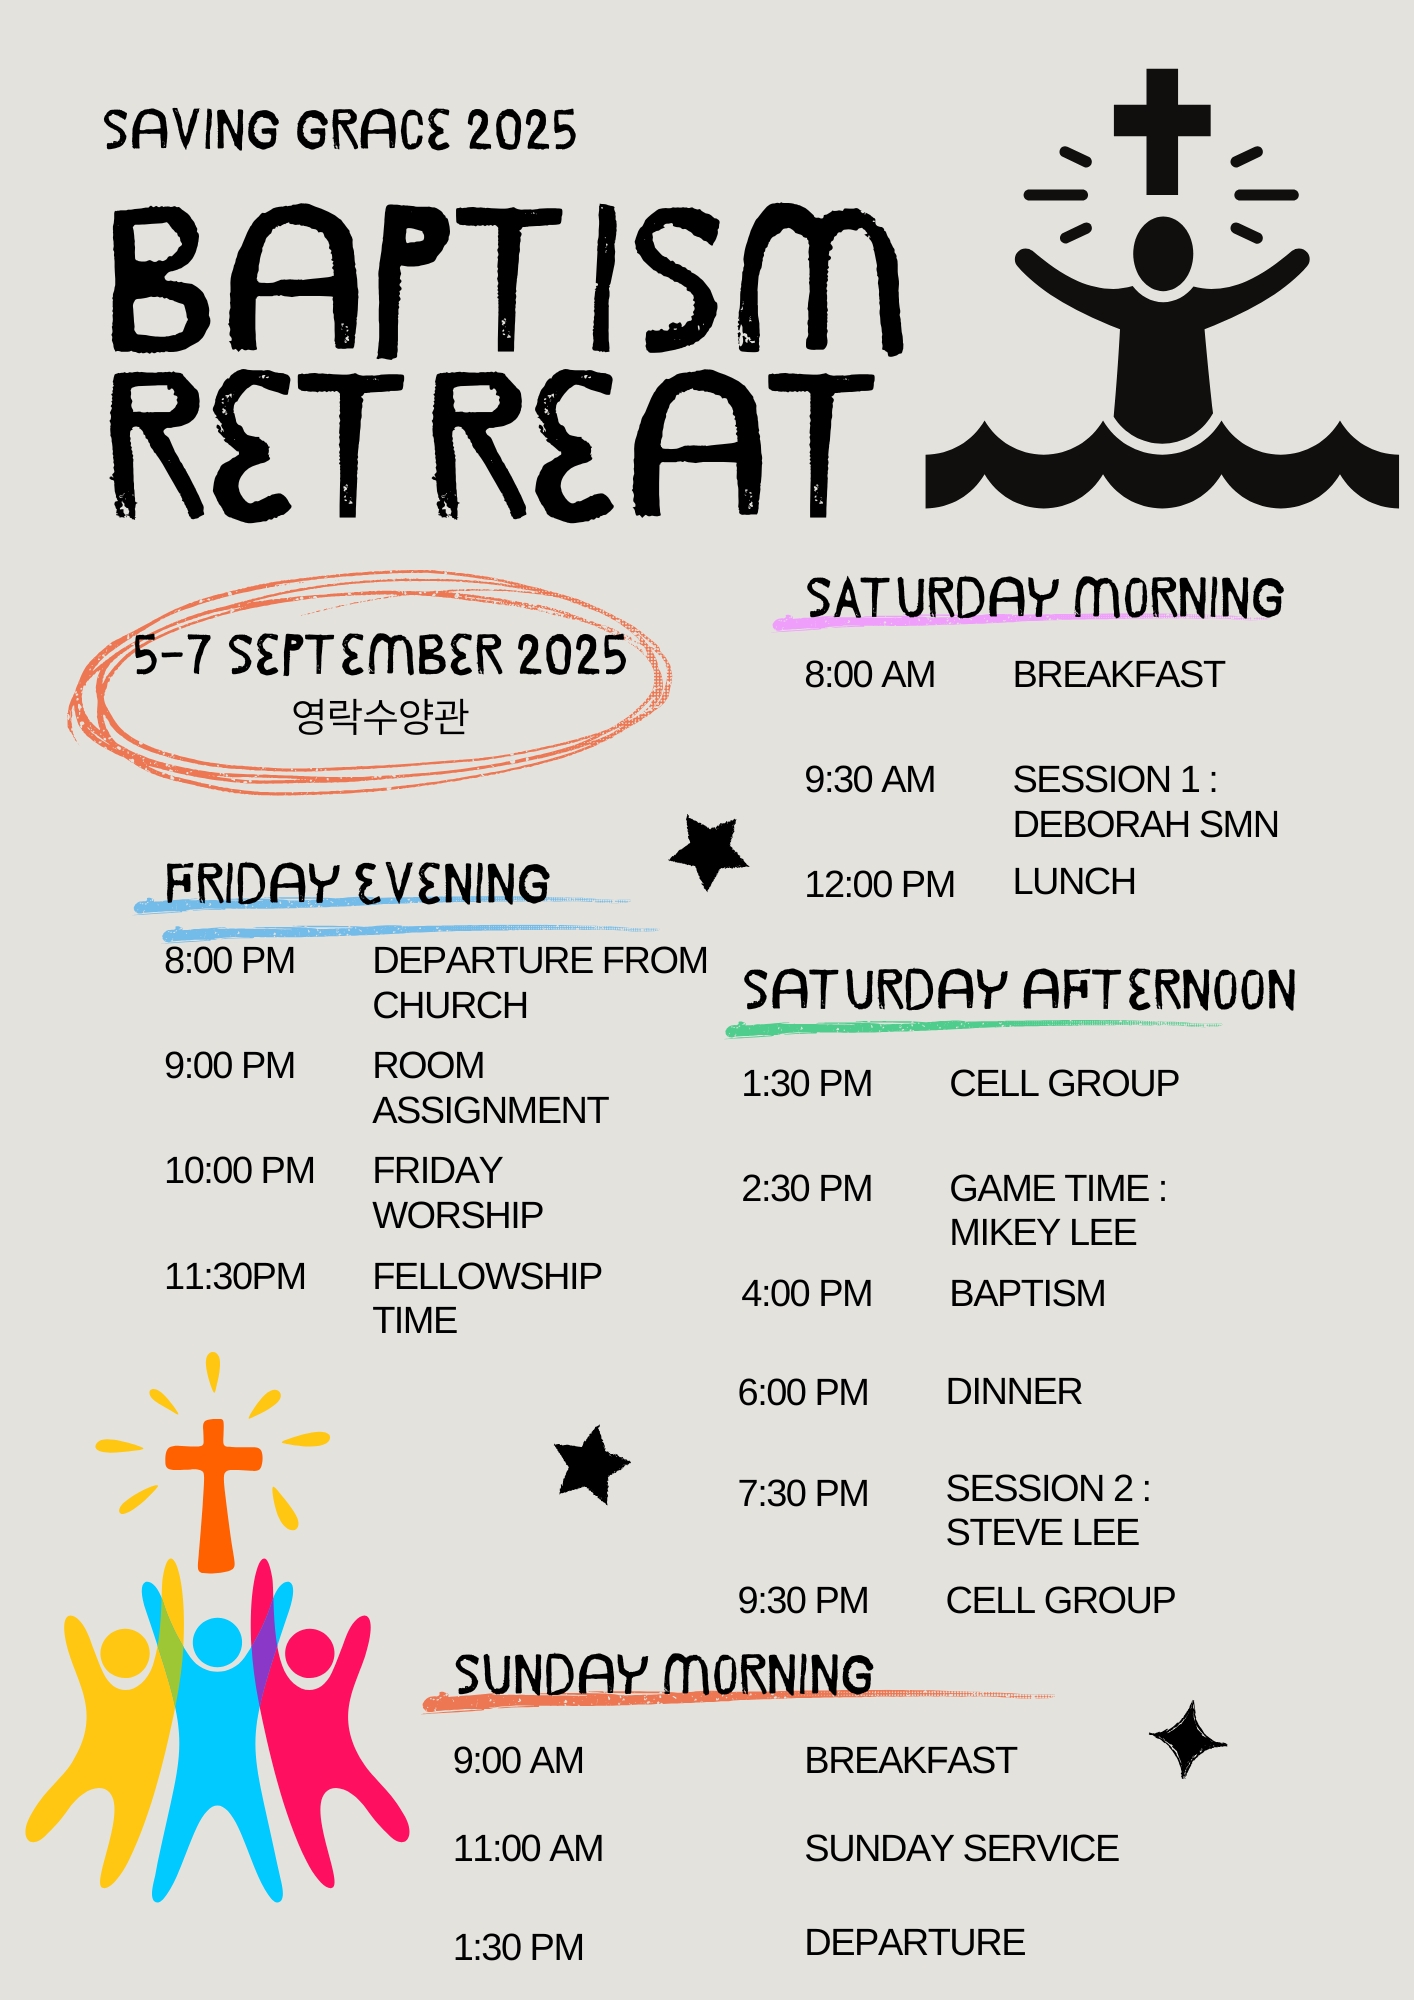 SAVING GRACE 2025
BAPTISM
RETREAT
5-7 SEPTEMBER 2025
영락수양관
FRIDAY EVENING
8:00 PM DEPARTURE FROM
CHURCH
9:00 PM ROOM
ASSIGNMENT
10:00 PM FRIDAY
WORSHIP
11:30PM FELLOWSHIP
TIME
SATURDAY MORNING
8:00 AM BREAKFAST
9:30 AM SESSION 1 :
DEBORAH SMN
12:00 PM LUNCH
SATURDAY AFTERNOON
1:30 PM CELL GROUP
2:30 PM GAME TIME :
MIKEY LEE
4:00 PM BAPTISM
6:00 PM DINNER
7:30 PM SESSION 2 :
STEVE LEE
9:30 PM CELL GROUP
SUNDAY MORNING
9:00 AM BREAKFAST
11:00 AM SUNDAY SERVICE
1:30 PM DEPARTURE